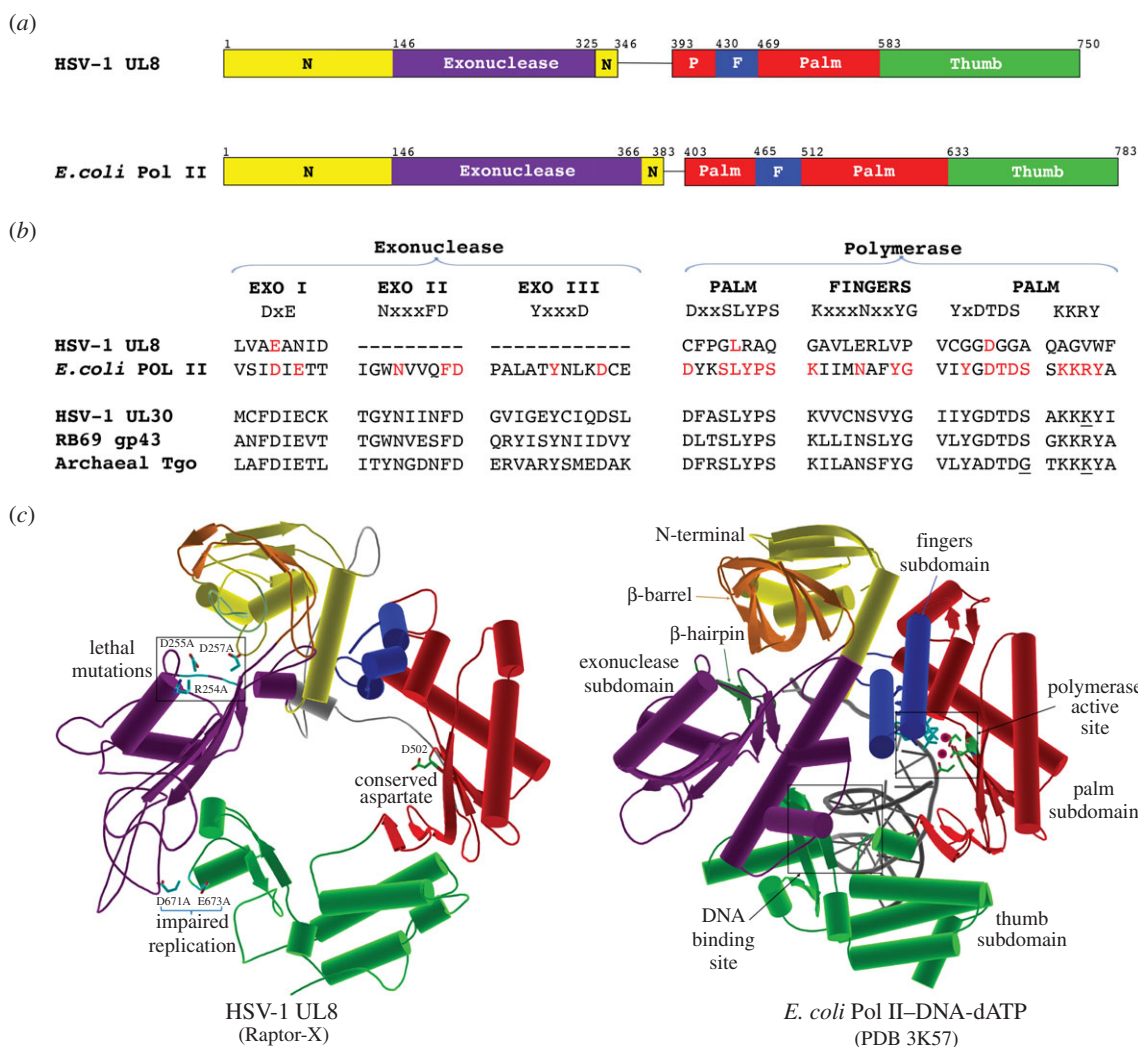 (a)
1 146 325 346 393 430 469 583 750
HSV-1 UL8 N Exonuclease N P F Palm Thumb
1 146 366 383 403 465 512 633 783
E.coli Pol II N Exonuclease N Palm F Palm Thumb
(b)
Exonuclease Polymerase
EXO I EXO II EXO III PALM FINGERS PALM
DxE NxxxFD YxxxD DxxSLYPS KxxxNxxYG YxDTDS KKRY
HSV-1 UL8 LVAEANID --------- ------------ CFPGLRAQ GAVLERLVP VCGGDGGA QAGVWF
E.coli POL II VSIDIETT IGWNVVQFD PALATYNLKDCE DYKSLYPS KIIMNAFYG VIYGDTDS SKKRYA
HSV-1 UL30 MCFDIECK TGYNIINFD GVIGEYCIQDSL DFASLYPS KVVCNSVYG IIYGDTDS AKKKYI
RB69 gp43 ANFDIEVT TGWNVESFD QRYISYNIIDVY DLTSLYPS KLLINSLYG VLYGDTDS GKKRYA
Archaeal Tgo LAFDIETL ITYNGDNFD ERVARYSMEDAK DFRSLYPS KILANSFYG VLYADTDG TKKKYA
(c)
lethal
mutations
D255A D257A
R254A
D502
conserved
aspartate
D671A E673A
impaired
replication
HSV-1 UL8
(Raptor-X)
N-terminal
fingers
subdomain
β-barrel
β-hairpin
exonuclease
subdomain
polymerase
active
site
palm
subdomain
DNA
binding
site
thumb
subdomain
E. coli Pol II–DNA-dATP
(PDB 3K57)